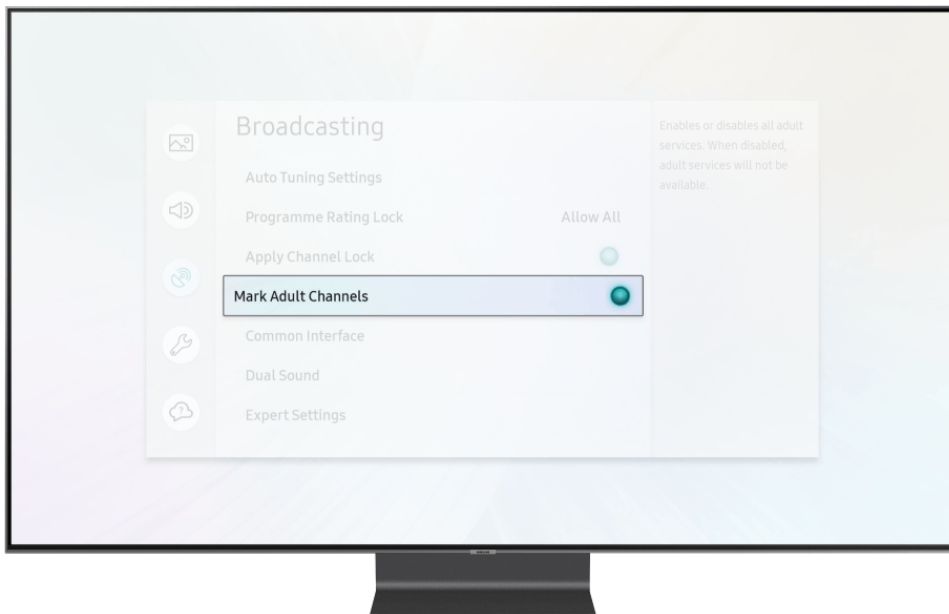 Broadcasting
Auto Tuning Settings
Programme Rating Lock Allow All
Apply Channel Lock
Mark Adult Channels
Common Interface
Dual Sound
Expert Settings
Enables or disables all adult
services. When disabled,
adult services will not be
available.